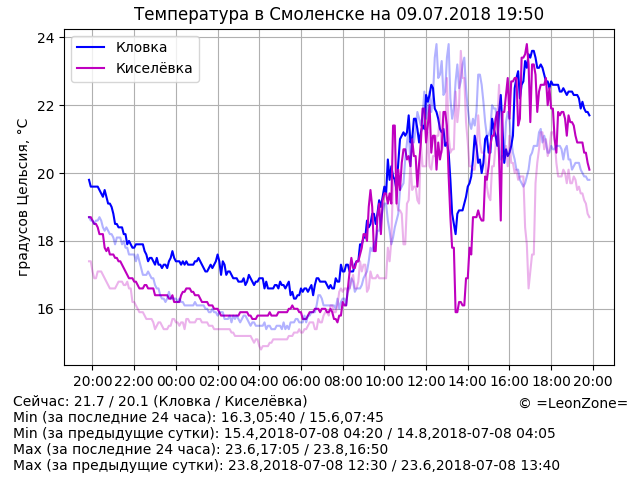 Температура в Смоленске на 09.07.2018 19:50
Кловка
Киселёвка
градусов Цельсия, °C
24
22
20
18
16
20:00 22:00 00:00 02:00 04:00 06:00 08:00 10:00 12:00 14:00 16:00 18:00 20:00
Сейчас: 21.7 / 20.1 (Кловка / Киселёвка)
© =LeonZone=
Min (за последние 24 часа): 16.3,05:40 / 15.6,07:45
Min (за предыдущие сутки): 15.4,2018-07-08 04:20 / 14.8,2018-07-08 04:05
Max (за последние 24 часа): 23.6,17:05 / 23.8,16:50
Max (за предыдущие сутки): 23.8,2018-07-08 12:30 / 23.6,2018-07-08 13:40